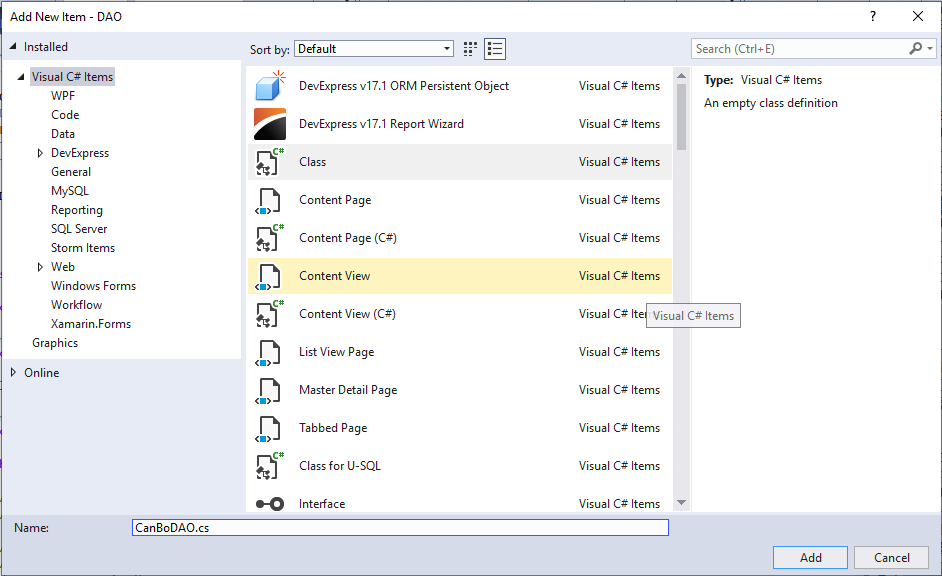 Add New Item - DAO
?
Installed
Sort by: Default
Search (Ctrl+E)
Visual C# Items
WPF
Code
Data
DevExpress
General
MySQL
Reporting
SQL Server
Storm Items
Web
Windows Forms
Workflow
Xamarin.Forms
Graphics
Online
DevExpress v17.1 ORM Persistent Object Visual C# Items
DevExpress v17.1 Report Wizard Visual C# Items
C# Class Visual C# Items
Content Page Visual C# Items
C# Content Page (C#) Visual C# Items
Content View Visual C# Items
C# Content View (C#) Visual C# Items
List View Page Visual C# Items
Master Detail Page Visual C# Items
Tabbed Page Visual C# Items
C# Class for U-SQL Visual C# Items
Interface Visual C# Items
Visual C# Items
Type: Visual C# Items
An empty class definition
Name: CanBoDAO.cs
Add Cancel